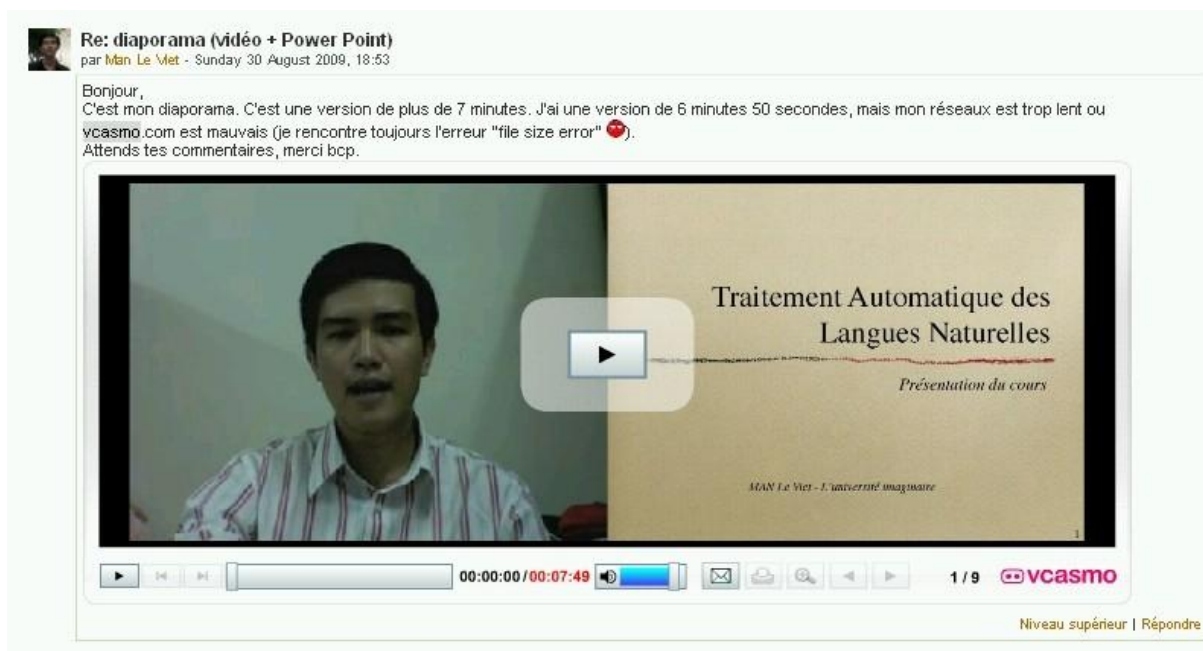 Re: diaporama (vidéo + Power Point)
par Man Le Viet - Sunday 30 August 2009, 18:53
Bonjour,
C'est mon diaporama. C'est une version de plus de 7 minutes. J'ai une version de 6 minutes 50 secondes, mais mon réseaux est trop lent ou
vcasmo.com est mauvais (je rencontre toujours l'erreur "file size error" ).
Attends tes commentaires, merci bcp.
Traitement Automatique des
Langues Naturelles
Présentation du cours
MAN Le Viet - L'université imaginaire
1
00:00:00/00:07:49
1/9
vcasmo
Niveau supérieur | Répondre